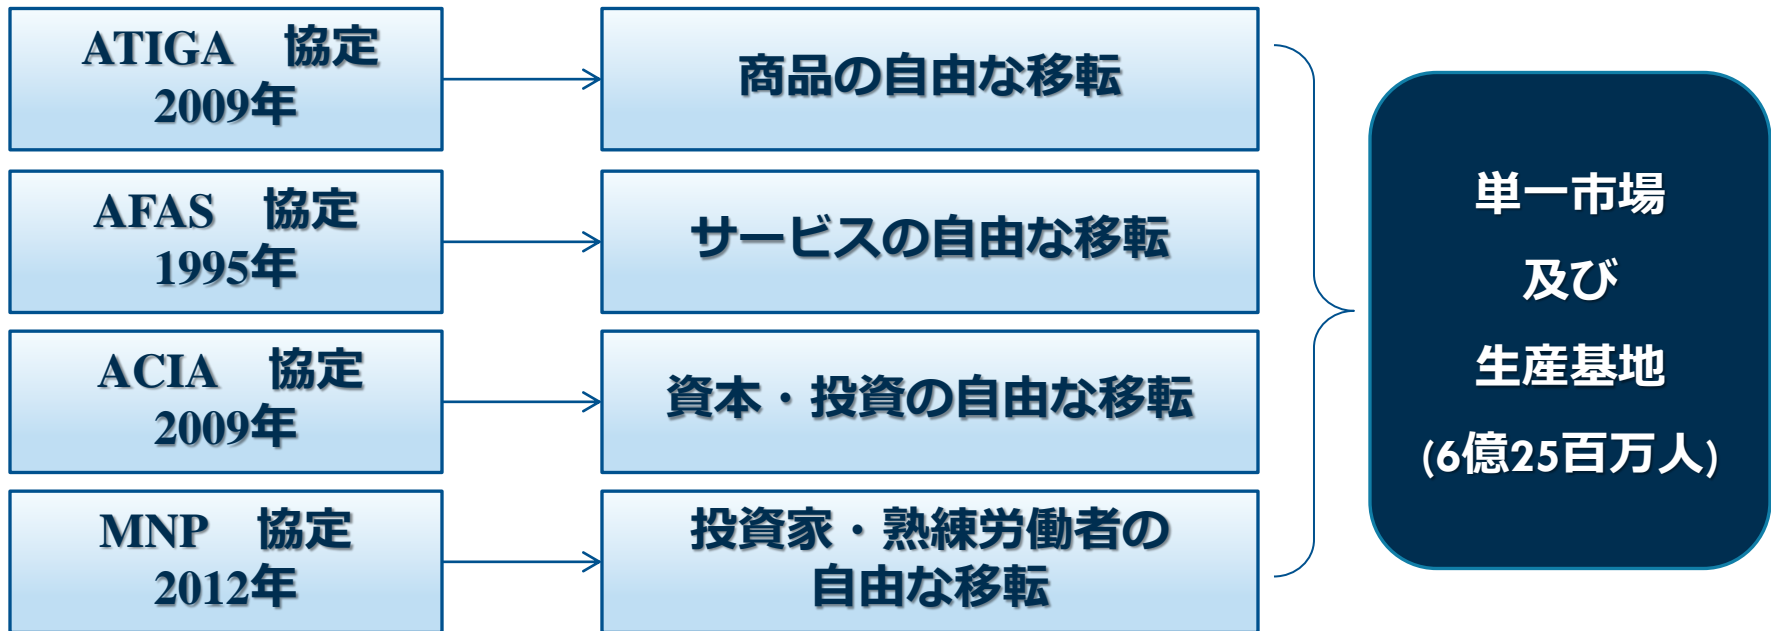 ATIGA　協定
2009年
商品の自由な移転
AFAS　協定
1995年
サービスの自由な移転
ACIA　協定
2009年
資本・投資の自由な移転
MNP　協定
2012年
投資家・熟練労働者の
自由な移転
単一市場
及び
生産基地
(6億25百万人)